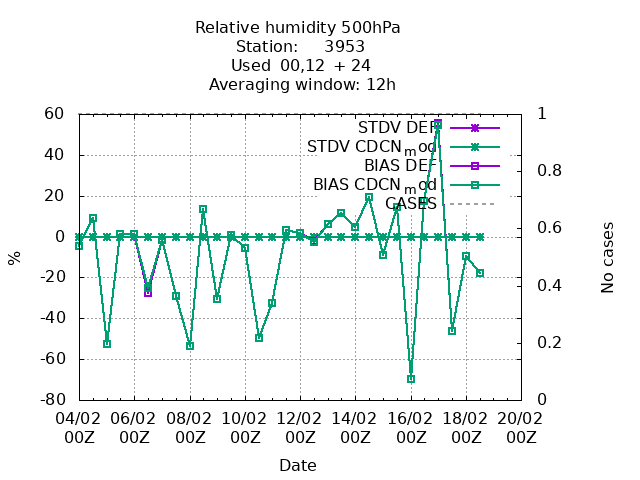 Relative humidity 500hPa
Station: 3953
Used 00,12 + 24
Averaging window: 12h
60
40
20
0
-20
-40
-60
-80
%
1
0.8
0.6
0.4
0.2
0
No cases
STDV DEF
STDV CDCN_mod
BIAS DEF
BIAS CDCN_mod
CASES
04/02 06/02 08/02 10/02 12/02 14/02 16/02 18/02 20/02
00Z 00Z 00Z 00Z 00Z 00Z 00Z 00Z 00Z
Date